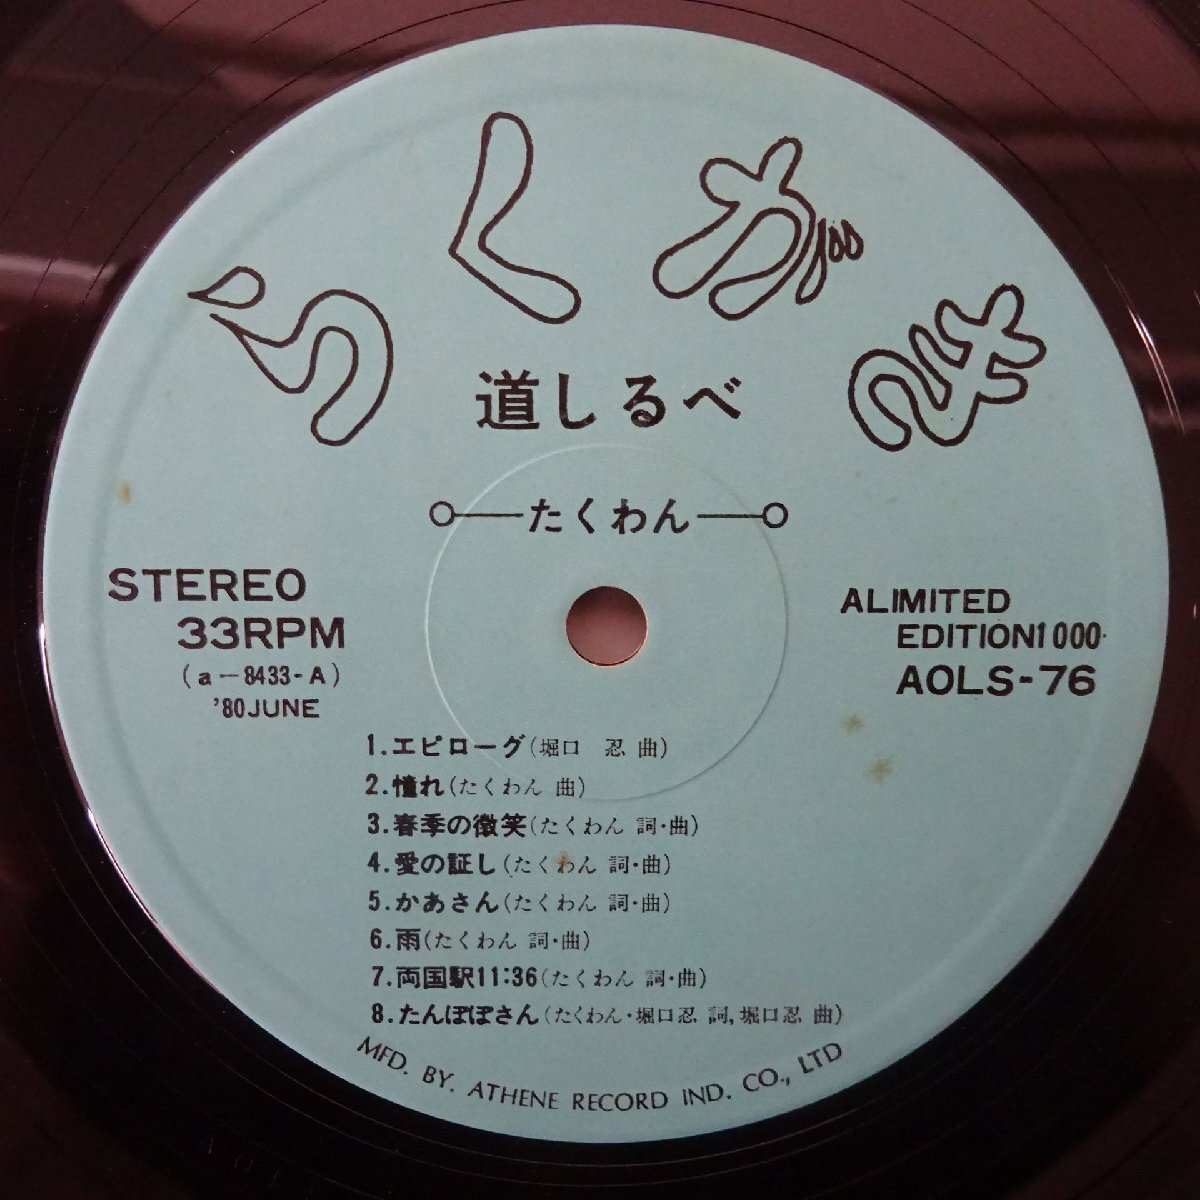 らくがき
道しるべ
たくわん
STEREO
33RPM
(a-8433-A)
'80JUNE
ALIMITED
EDITION1000
AOLS-76
1.エピローグ(堀口 忍 曲)
2.憧れ(たくわん 曲)
3.春季の微笑(たくわん 詞・曲)
4.愛の証し(たくわん 詞・曲)
5.かあさん(たくわん 詞・曲)
6.雨(たくわん 詞・曲)
7.両国駅11:36(たくわん 詞・曲)
8.たんぽぽさん(たくわん・堀口忍 詞,堀口忍 曲)
MFD. BY. ATHENE RECORD IND. CO., LTD